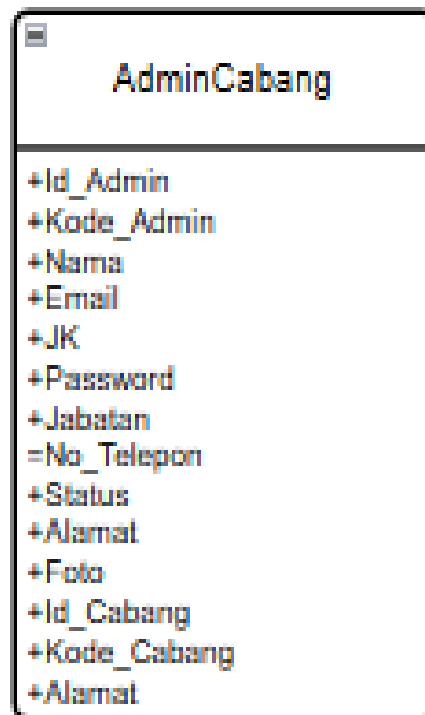 AdminCabang
+Id_Admin
+Kode_Admin
+Nama
+Email
+JK
+Password
+Jabatan
=No_Telepon
+Status
+Alamat
+Foto
+Id_Cabang
+Kode_Cabang
+Alamat